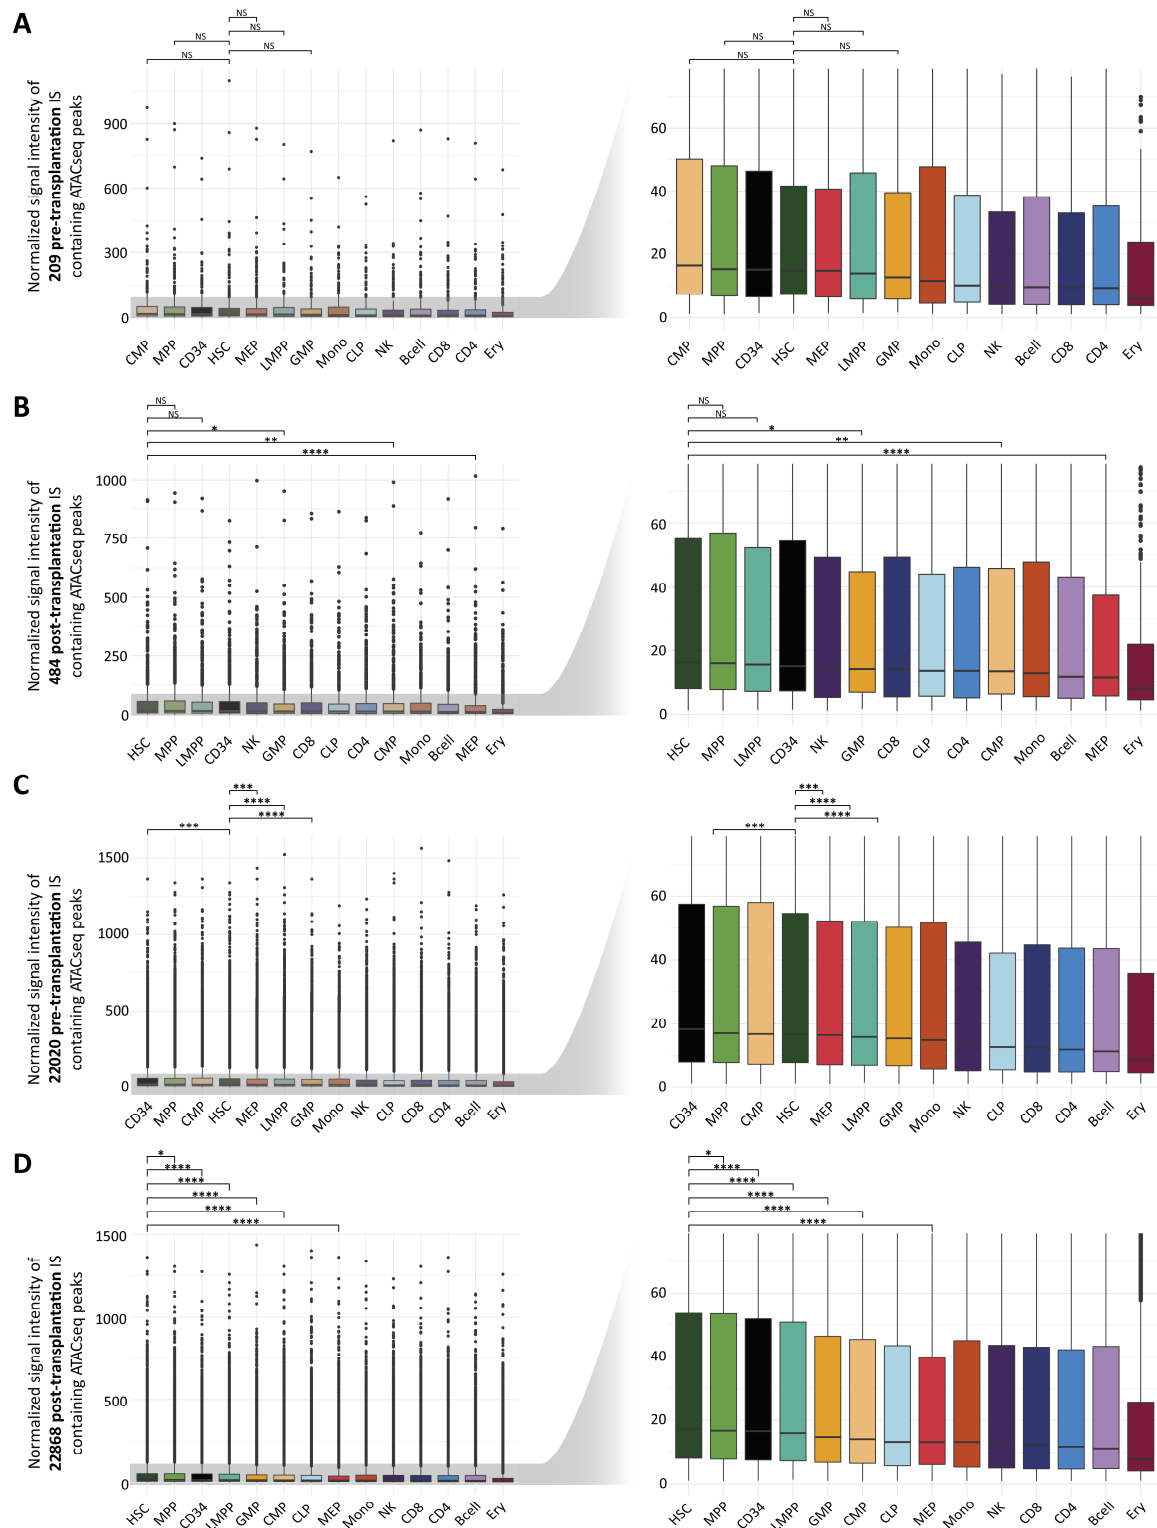 A
NS
NS
NS
NS
NS
NS
NS
NS
NS
NS
Normalized signal intensity of
209 pre-transplantation IS
containing ATACseq peaks
900
600
300
0
60
40
20
0
CMP MPP CD34 HSC MEP LMPP GMP Mono CLP NK Bcell CD8 CD4 Ery
CMP MPP CD34 HSC MEP LMPP GMP Mono CLP NK Bcell CD8 CD4 Ery
B
NS
NS
*
**
****
NS
NS
*
**
****
Normalized signal intensity of
484 post-transplantation IS
containing ATACseq peaks
1000
750
500
250
0
60
40
20
0
HSC MPP LMPP CD34 NK GMP CD8 CLP CD4 CMP Mono Bcell MEP Ery
HSC MPP LMPP CD34 NK GMP CD8 CLP CD4 CMP Mono Bcell MEP Ery
C
***
****
****
***
***
****
****
***
Normalized signal intensity of
22020 pre-transplantation IS
containing ATACseq peaks
1500
1000
500
0
60
40
20
0
CD34 MPP CMP HSC MEP LMPP GMP Mono NK CLP CD8 CD4 Bcell Ery
CD34 MPP CMP HSC MEP LMPP GMP Mono NK CLP CD8 CD4 Bcell Ery
D
*
****
****
****
****
****
*
****
****
****
****
****
Normalized signal intensity of
22868 post-transplantation IS
containing ATACseq peaks
1500
1000
500
0
60
40
20
0
HSC MPP CD34 LMPP GMP CMP CLP MEP Mono NK CD8 CD4 Bcell Ery
HSC MPP CD34 LMPP GMP CMP CLP MEP Mono NK CD8 CD4 Bcell Ery